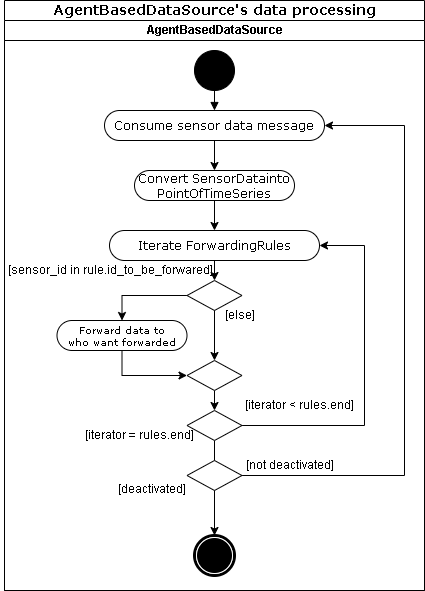 AgentBasedDataSource's data processing
AgentBasedDataSource
Consume sensor data message
Convert SensorDatainto
PointOfTimeSeries
Iterate ForwardingRules
[sensor_id in rule.id_to_be_forwared]
[else]
Forward data to
who want forwarded
[iterator < rules.end]
[iterator = rules.end]
[not deactivated]
[deactivated]